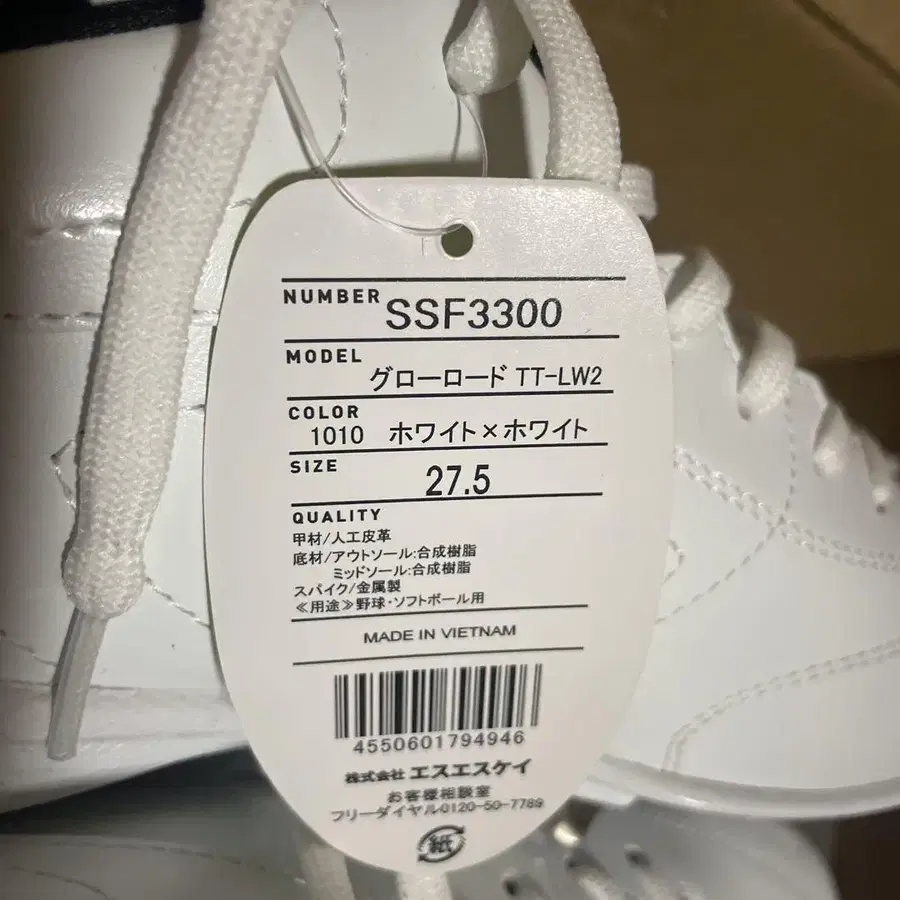 NUMBER SSF3300
MODEL
グローロード TT-LW2
COLOR
1010 ホワイト×ホワイト
SIZE
27.5
QUALITY
甲材/人工皮革
底材/アウトソール:合成樹脂
ミッドソール:合成樹脂
スパイク/金属製
≪用途≫野球・ソフトボール用
MADE IN VIETNAM
4550601794946
株式会社 エスエスケイ
お客様相談室
フリーダイヤル0120-50-7789
紙